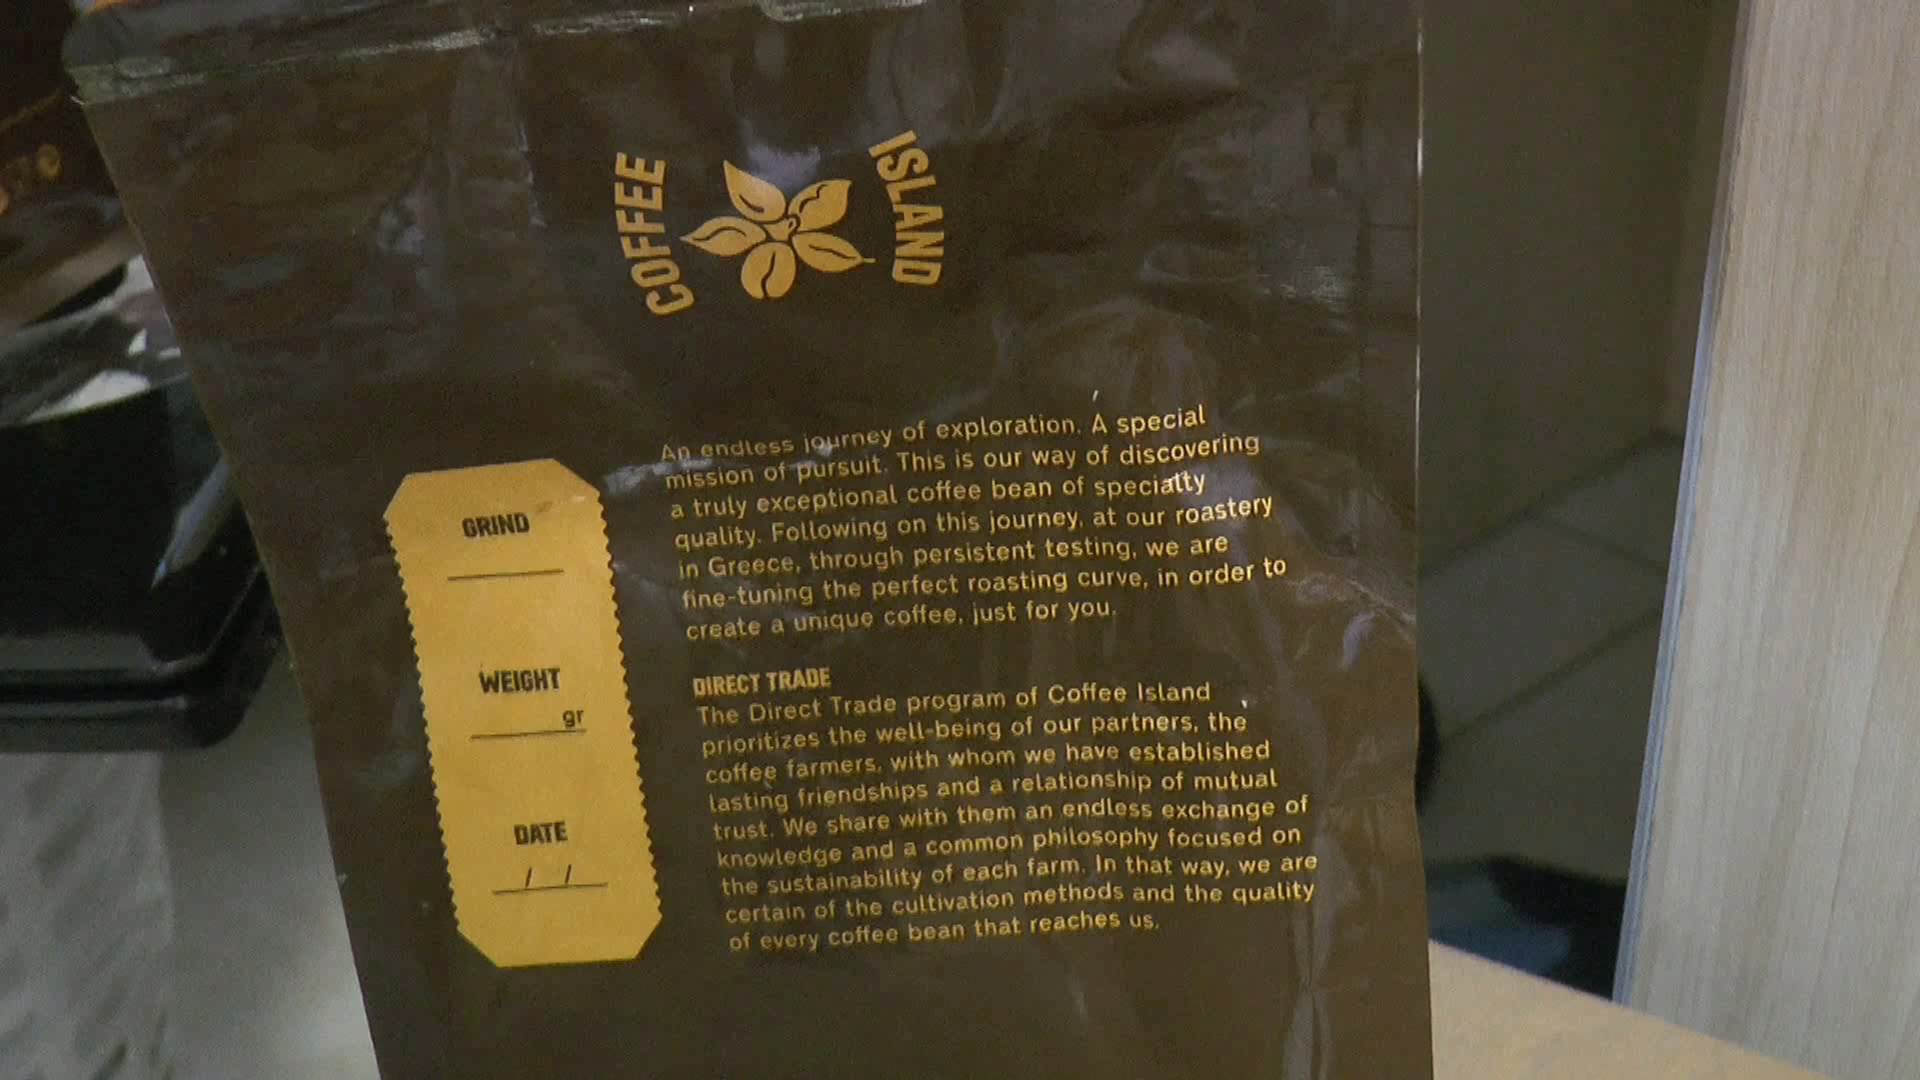 COFFEE ISLAND
An endless journey of exploration. A special
mission of pursuit. This is our way of discovering
a truly exceptional coffee bean of specialty
quality. Following on this journey, at our roastery
in Greece, through persistent testing, we are
fine-tuning the perfect roasting curve, in order to
create a unique coffee, just for you.
DIRECT TRADE
The Direct Trade program of Coffee Island
prioritizes the well-being of our partners, the
coffee farmers, with whom we have established
lasting friendships and a relationship of mutual
trust. We share with them an endless exchange of
knowledge and a common philosophy focused on
the sustainability of each farm. In that way, we are
certain of the cultivation methods and the quality
of every coffee bean that reaches us.
GRIND
WEIGHT
gr
DATE
/ /